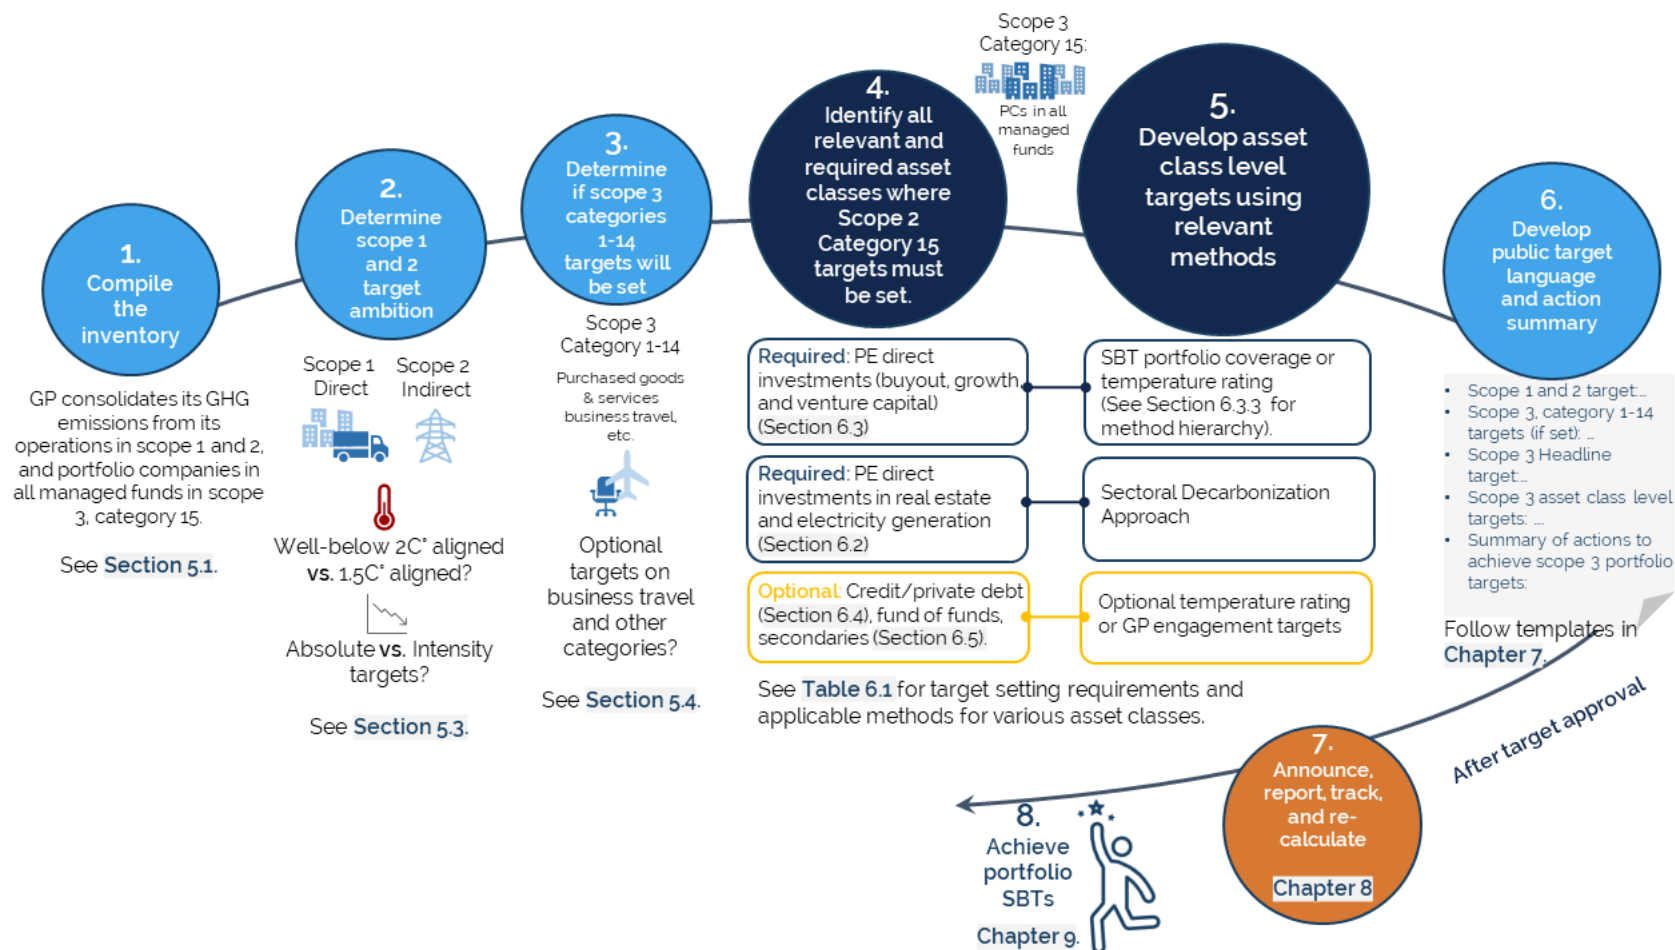 1.
Compile
the
inventory
GP consolidates its GHG
emissions from its
operations in scope 1 and 2,
and portfolio companies in
all managed funds in scope
3, category 15.
See Section 5.1.
2.
Determine
scope 1
and 2
target
ambition
Scope 1
Direct
Scope 2
Indirect
Well-below 2C° aligned
vs. 1.5C° aligned?
Absolute vs. Intensity
targets?
See Section 5.3.
3.
Determine
if scope 3
categories
1-14
targets will
be set
Scope 3
Category 1-14
Purchased goods
& services
business travel,
etc.
Optional
targets on
business travel
and other
categories?
See Section 5.4.
4.
Identify all
relevant and
required asset
classes where
Scope 2
Category 15
targets must
be set.
Scope 3
Category 15:
PCs in all
managed
funds
5.
Develop asset
class level
targets using
relevant
methods
Required: PE direct
investments (buyout, growth,
and venture capital)
(Section 6.3)
SBT portfolio coverage or
temperature rating
(See Section 6.3.3 for
method hierarchy).
Required: PE direct
investments in real estate
and electricity generation
(Section 6.2)
Sectoral Decarbonization
Approach
Optional: Credit/private debt
(Section 6.4), fund of funds,
secondaries (Section 6.5).
Optional temperature rating
or GP engagement targets
See Table 6.1 for target setting requirements and
applicable methods for various asset classes.
6.
Develop
public target
language
and action
summary
• Scope 1 and 2 target:...
• Scope 3, category 1-14
targets (if set): ...
• Scope 3 Headline
target:...
• Scope 3 asset class level
targets: ....
• Summary of actions to
achieve scope 3 portfolio
targets:
Follow templates in
Chapter 7.
After target approval
7.
Announce,
report, track,
and re-
calculate
Chapter 8
8.
Achieve
portfolio
SBTs
Chapter 9.